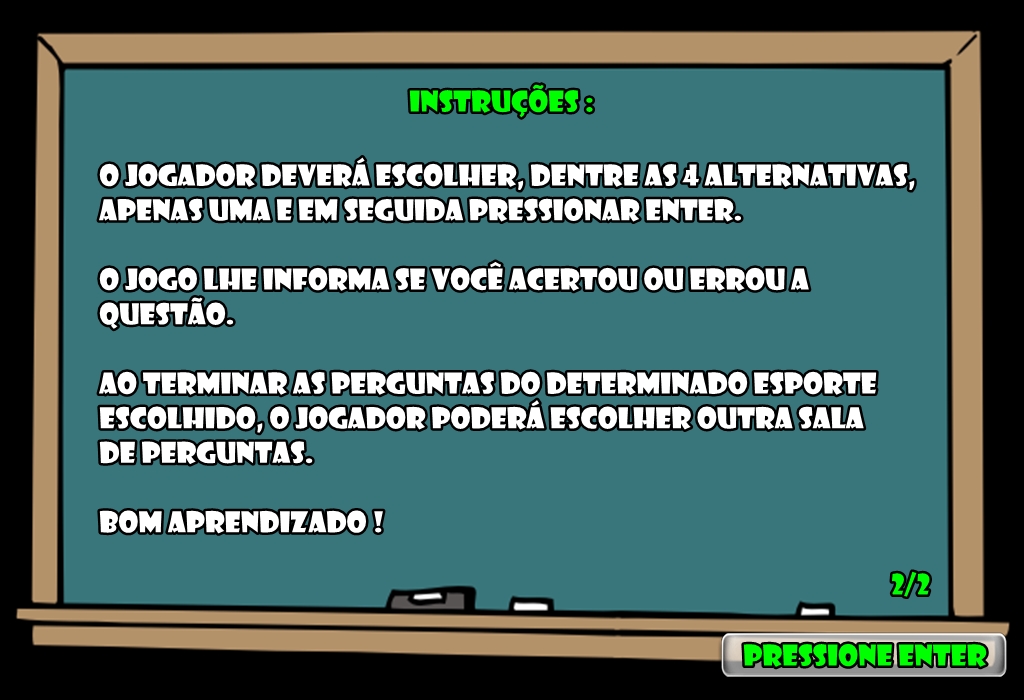 INSTRUÇÕES :
O JOGADOR DEVERÁ ESCOLHER, DENTRE AS 4 ALTERNATIVAS,
APENAS UMA E EM SEGUIDA PRESSIONAR ENTER.
O JOGO LHE INFORMA SE VOCÊ ACERTOU OU ERROU A
QUESTÃO.
AO TERMINAR AS PERGUNTAS DO DETERMINADO ESPORTE
ESCOLHIDO, O JOGADOR PODERÁ ESCOLHER OUTRA SALA
DE PERGUNTAS.
BOM APRENDIZADO !
2/2
PRESSIONE ENTER